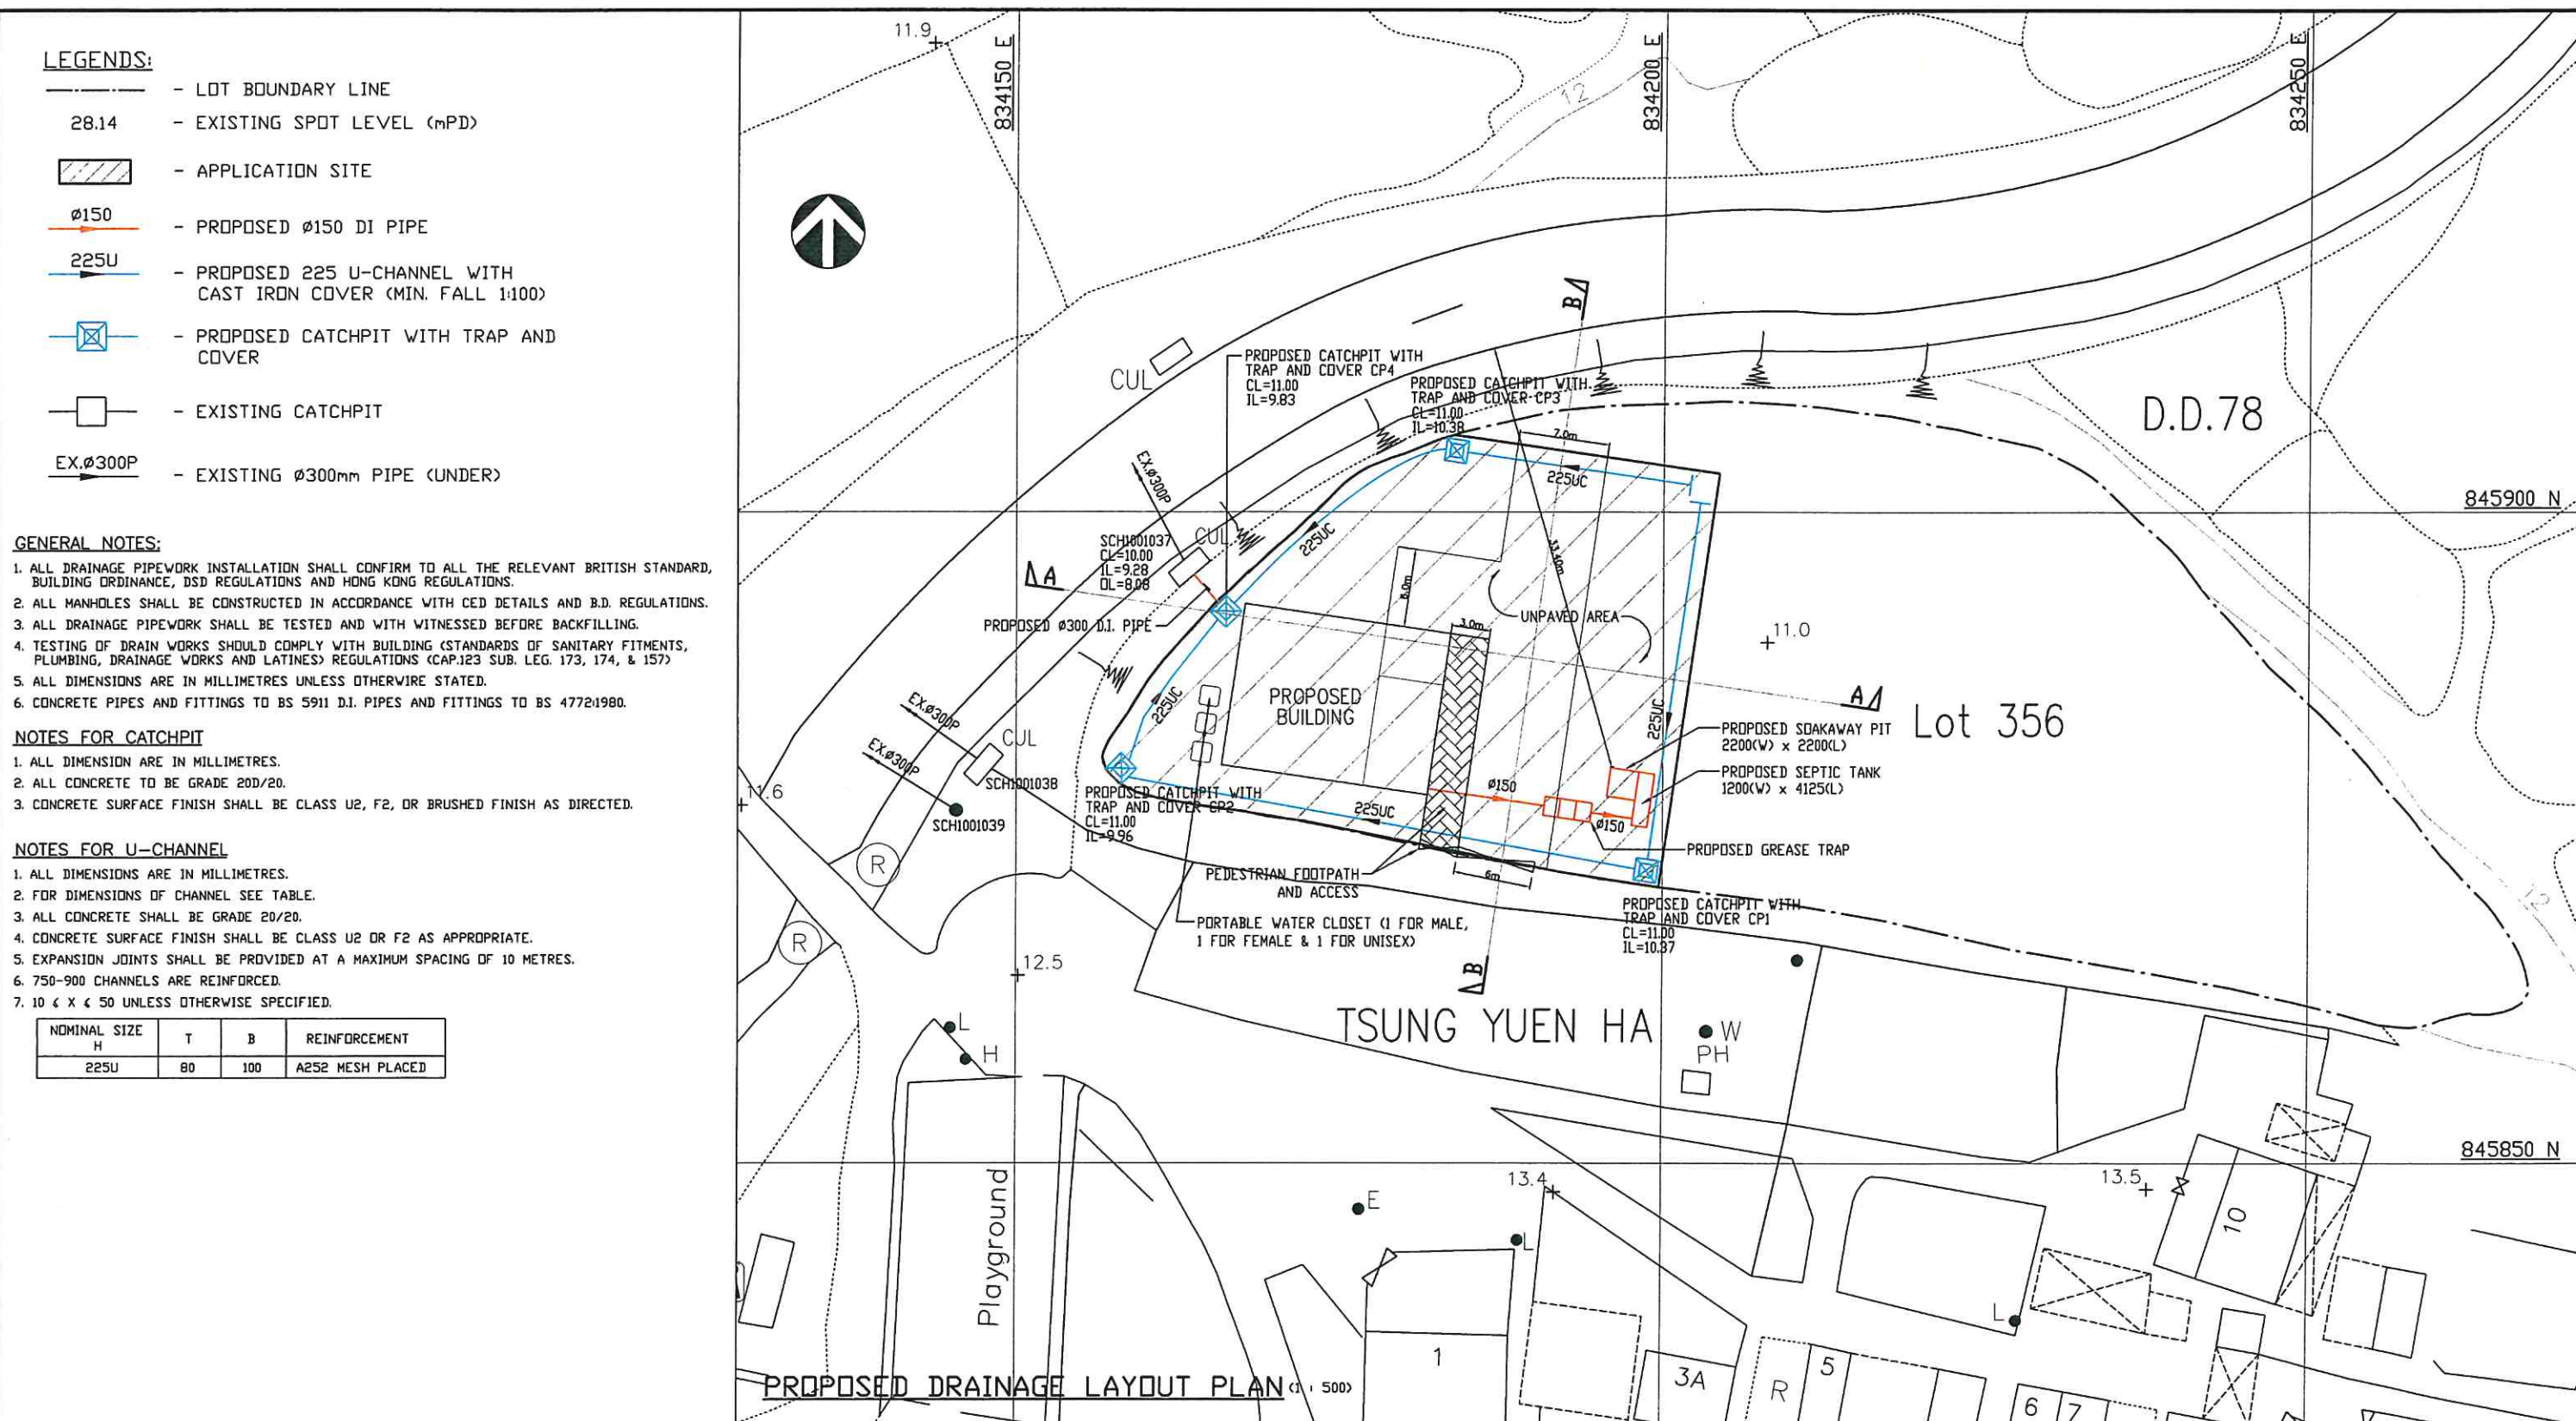 LEGENDS:
- LOT BOUNDARY LINE
28.14 - EXISTING SPOT LEVEL (mPD)
- APPLICATION SITE
Ø150
- PROPOSED Ø150 DI PIPE
225U
- PROPOSED 225 U-CHANNEL WITH
CAST IRON COVER (MIN. FALL 1:100)
- PROPOSED CATCHPIT WITH TRAP AND
COVER
- EXISTING CATCHPIT
EX.Ø300P
- EXISTING Ø300mm PIPE (UNDER)
GENERAL NOTES:
1. ALL DRAINAGE PIPEWORK INSTALLATION SHALL CONFIRM TO ALL THE RELEVANT BRITISH STANDARD,
BUILDING ORDINANCE, DSD REGULATIONS AND HONG KONG REGULATIONS.
2. ALL MANHOLES SHALL BE CONSTRUCTED IN ACCORDANCE WITH CED DETAILS AND B.D. REGULATIONS.
3. ALL DRAINAGE PIPEWORK SHALL BE TESTED AND WITH WITNESSED BEFORE BACKFILLING.
4. TESTING OF DRAIN WORKS SHOULD COMPLY WITH BUILDING (STANDARDS OF SANITARY FITMENTS,
PLUMBING, DRAINAGE WORKS AND LATINES) REGULATIONS (CAP.123 SUB. LEG. 173, 174, & 157)
5. ALL DIMENSIONS ARE IN MILLIMETRES UNLESS OTHERWIRE STATED.
6. CONCRETE PIPES AND FITTINGS TO BS 5911 D.I. PIPES AND FITTINGS TO BS 4772:1980.
NOTES FOR CATCHPIT
1. ALL DIMENSION ARE IN MILLIMETRES.
2. ALL CONCRETE TO BE GRADE 20D/20.
3. CONCRETE SURFACE FINISH SHALL BE CLASS U2, F2, OR BRUSHED FINISH AS DIRECTED.
NOTES FOR U-CHANNEL
1. ALL DIMENSIONS ARE IN MILLIMETRES.
2. FOR DIMENSIONS OF CHANNEL SEE TABLE.
3. ALL CONCRETE SHALL BE GRADE 20/20.
4. CONCRETE SURFACE FINISH SHALL BE CLASS U2 OR F2 AS APPROPRIATE.
5. EXPANSION JOINTS SHALL BE PROVIDED AT A MAXIMUM SPACING OF 10 METRES.
6. 750-900 CHANNELS ARE REINFORCED.
7. 10 ≤ X ≤ 50 UNLESS OTHERWISE SPECIFIED.
NOMINAL SIZE H T B REINFORCEMENT
225U 80 100 A252 MESH PLACED
11.9
834150 E
834200 E
834250 E
12
CUL
B
PROPOSED CATCHPIT WITH
TRAP AND COVER CP4
CL=11.00
IL=9.83
PROPOSED CATCHPIT WITH
TRAP AND COVER CP3
CL=11.00
IL=10.38
D.D.78
7.0m
225UC
845900 N
EX.Ø300P
225UC
SCH1001037
CL=10.00
IL=9.28
OL=8.08
CUL
A
33.40m
6.0m
PROPOSED Ø300 D.I. PIPE
3.0m
UNPAVED AREA
11.0
A
Lot 356
PROPOSED
BUILDING
225UC
225UC
PROPOSED SOAKAWAY PIT
2200(W) x 2200(L)
PROPOSED SEPTIC TANK
1200(W) x 4125(L)
EX.Ø300P
EX.Ø300P
CUL
SCH1001038
SCH1001039
11.6
PROPOSED CATCHPIT WITH
TRAP AND COVER CP2
CL=11.00
IL=9.96
225UC
Ø150
Ø150
PROPOSED GREASE TRAP
R
R
PEDESTRIAN FOOTPATH
AND ACCESS
6m
PORTABLE WATER CLOSET (1 FOR MALE,
1 FOR FEMALE & 1 FOR UNISEX)
PROPOSED CATCHPIT WITH
TRAP AND COVER CP1
CL=11.00
IL=10.37
12
12.5
B
TSUNG YUEN HA
W
PH
L
H
845850 N
Playground
13.4
13.5
E
L
10
L
1
3A
R
5
6
7
PROPOSED DRAINAGE LAYOUT PLAN (1 : 500)